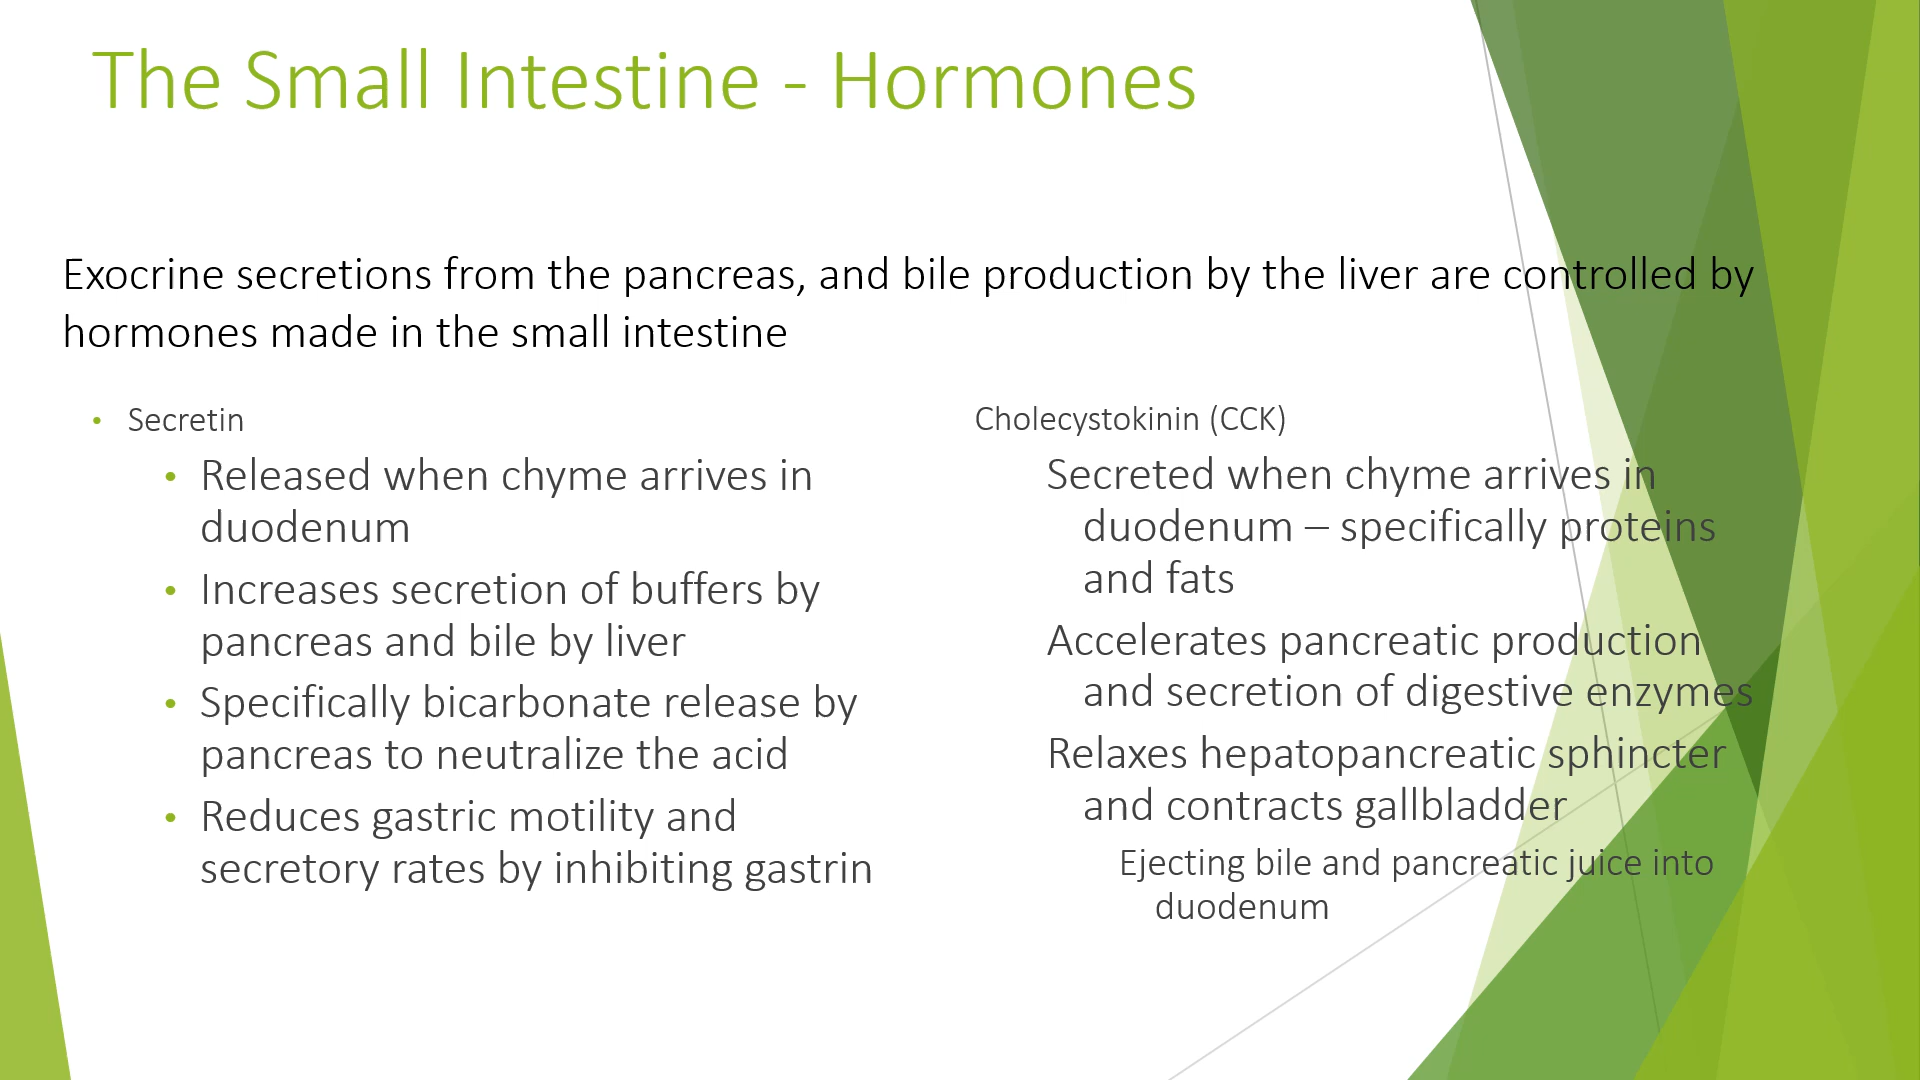 The Small Intestine - Hormones
Exocrine secretions from the pancreas, and bile production by the liver are controlled by
hormones made in the small intestine
• Secretin
• Released when chyme arrives in
duodenum
• Increases secretion of buffers by
pancreas and bile by liver
• Specifically bicarbonate release by
pancreas to neutralize the acid
• Reduces gastric motility and
secretory rates by inhibiting gastrin
Cholecystokinin (CCK)
Secreted when chyme arrives in
duodenum – specifically proteins
and fats
Accelerates pancreatic production
and secretion of digestive enzymes
Relaxes hepatopancreatic sphincter
and contracts gallbladder
Ejecting bile and pancreatic juice into
duodenum